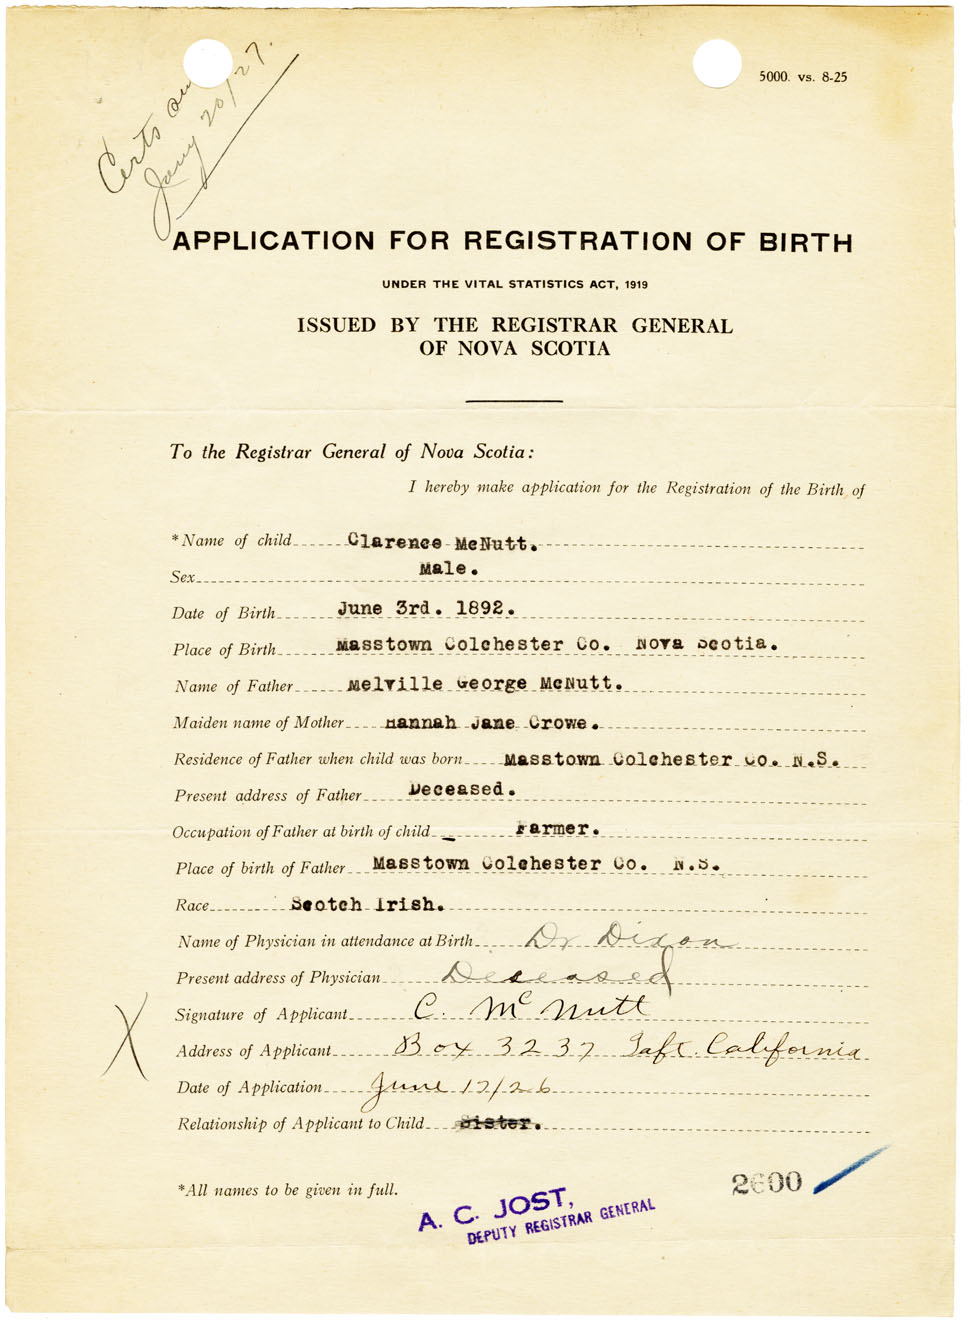 Certs
Jany 20/27.
5000. vs. 8-25
APPLICATION FOR REGISTRATION OF BIRTH
UNDER THE VITAL STATISTICS ACT, 1919
ISSUED BY THE REGISTRAR GENERAL
OF NOVA SCOTIA
To the Registrar General of Nova Scotia:
I hereby make application for the Registration of the Birth of
*Name of child Clarence McNutt.
Sex Male.
Date of Birth June 3rd. 1892.
Place of Birth Masstown Colchester Co. Nova Scotia.
Name of Father Melville George McNutt.
Maiden name of Mother Hannah Jane Crowe.
Residence of Father when child was born Masstown Colchester Co. N.S.
Present address of Father Deceased.
Occupation of Father at birth of child Farmer.
Place of birth of Father Masstown Colchester Co. N.S.
Race Scotch Irish.
Name of Physician in attendance at Birth Dr Dixon
Present address of Physician Deseased
X
Signature of Applicant C. McNutt
Address of Applicant Box 3237 Taft. California
Date of Application June 17/26
Relationship of Applicant to Child Sister.
*All names to be given in full.
2600
A. C. JOST,
DEPUTY REGISTRAR GENERAL